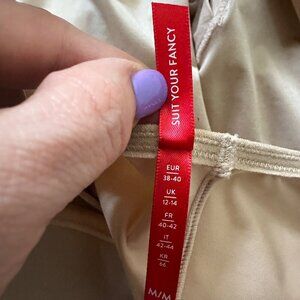 SUIT YOUR FANCY
EUR
38-40
UK
12-14
FR
40-42
IT
42-44
KR
66
M/M